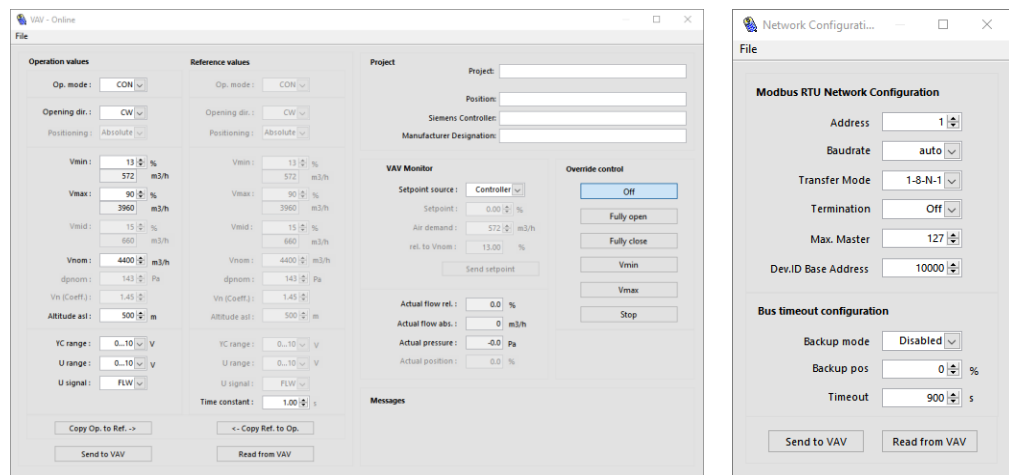 VAV - Online
File
Operation values
Op. mode : CON
Opening dir. : CW
Positioning : Absolute
Vmin : 13 %
572 m3/h
Vmax : 90 %
3960 m3/h
Vmid : 15 %
660 m3/h
Vnom : 4400 m3/h
dpnom : 143 Pa
Vn (Coeff.) : 1.45
Altitude asl : 500 m
YC range : 0...10 V
U range : 0...10 V
U signal : FLW
Copy Op. to Ref. ->
Send to VAV
Reference values
Op. mode : CON
Opening dir. : CW
Positioning : Absolute
Vmin : 13 %
572 m3/h
Vmax : 90 %
3960 m3/h
Vmid : 15 %
660 m3/h
Vnom : 4400 m3/h
dpnom : 143 Pa
Vn (Coeff.) : 1.45
Altitude asl : 500 m
YC range : 0...10 V
U range : 0...10 V
U signal : FLW
Time constant : 1.00 s
<- Copy Ref. to Op.
Read from VAV
Project
Project:
Position:
Siemens Controller:
Manufacturer Designation:
VAV Monitor
Setpoint source : Controller
Setpoint : 0.00 %
Air demand : 572 m3/h
rel. to Vnom : 13.00 %
Send setpoint
Actual flow rel. : 0.0 %
Actual flow abs. : 0 m3/h
Actual pressure : -0.0 Pa
Actual position : 0.0 %
Override control
Off
Fully open
Fully close
Vmin
Vmax
Stop
Messages
Network Configurati...
File
Modbus RTU Network Configuration
Address 1
Baudrate auto
Transfer Mode 1-8-N-1
Termination Off
Max. Master 127
Dev.ID Base Address 10000
Bus timeout configuration
Backup mode Disabled
Backup pos 0 %
Timeout 900 s
Send to VAV
Read from VAV